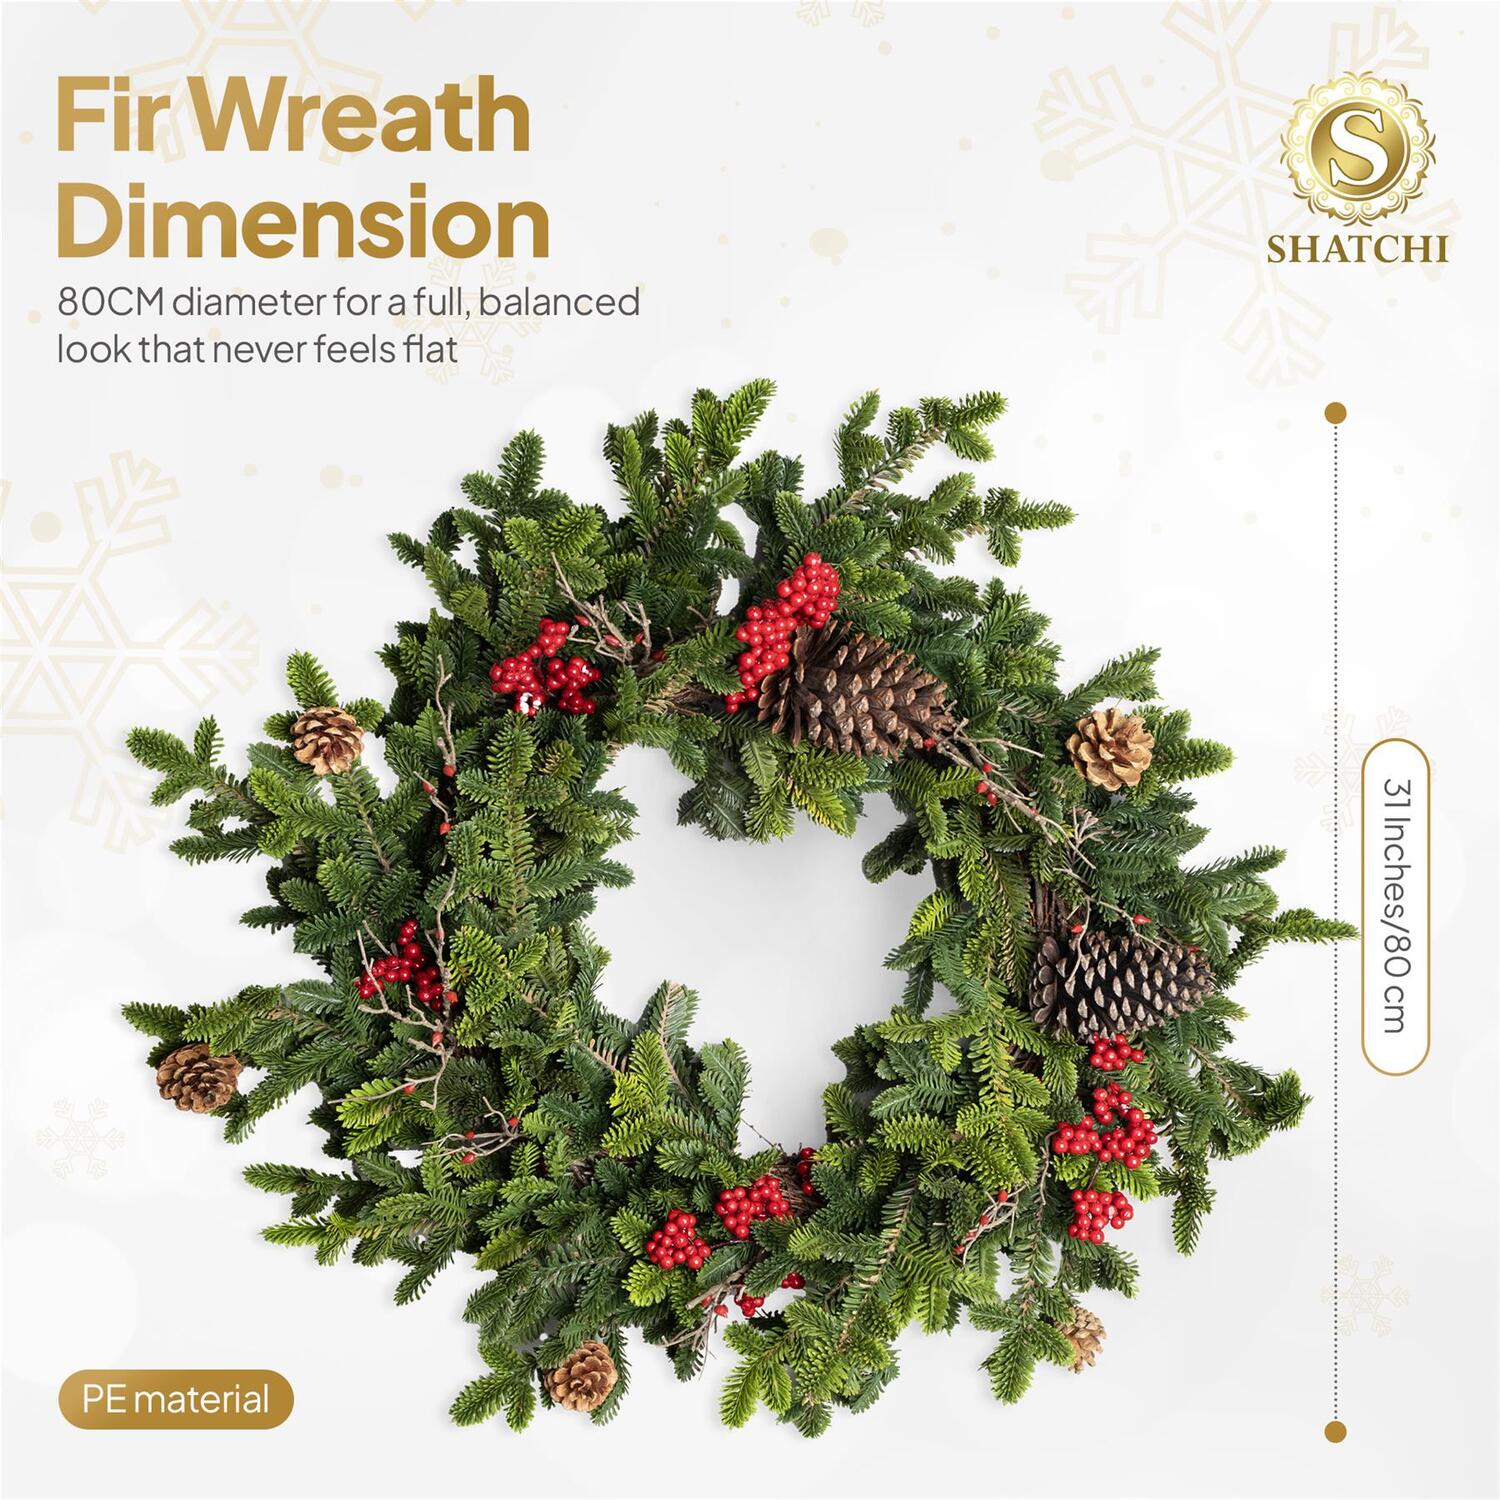 Fir Wreath
Dimension
80CM diameter for a full, balanced
look that never feels flat
S
SHATCHI
31 Inches/80 cm
PE material